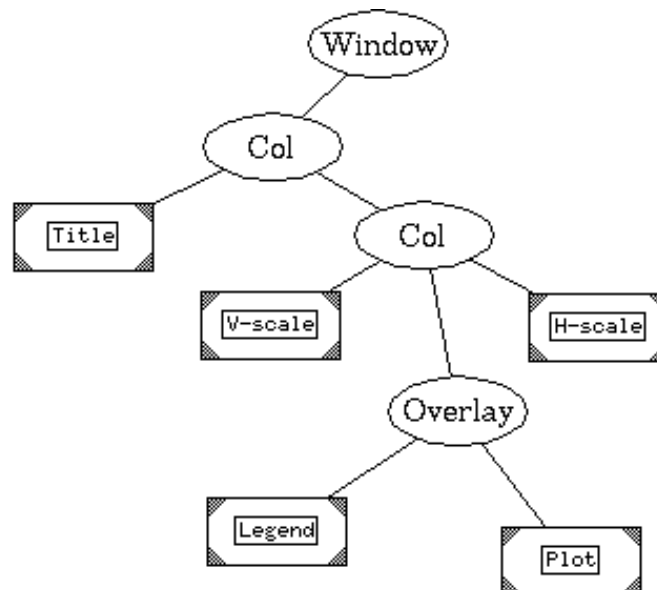 Window
Col
Title
Col
V-scale
H-scale
Overlay
Legend
Plot